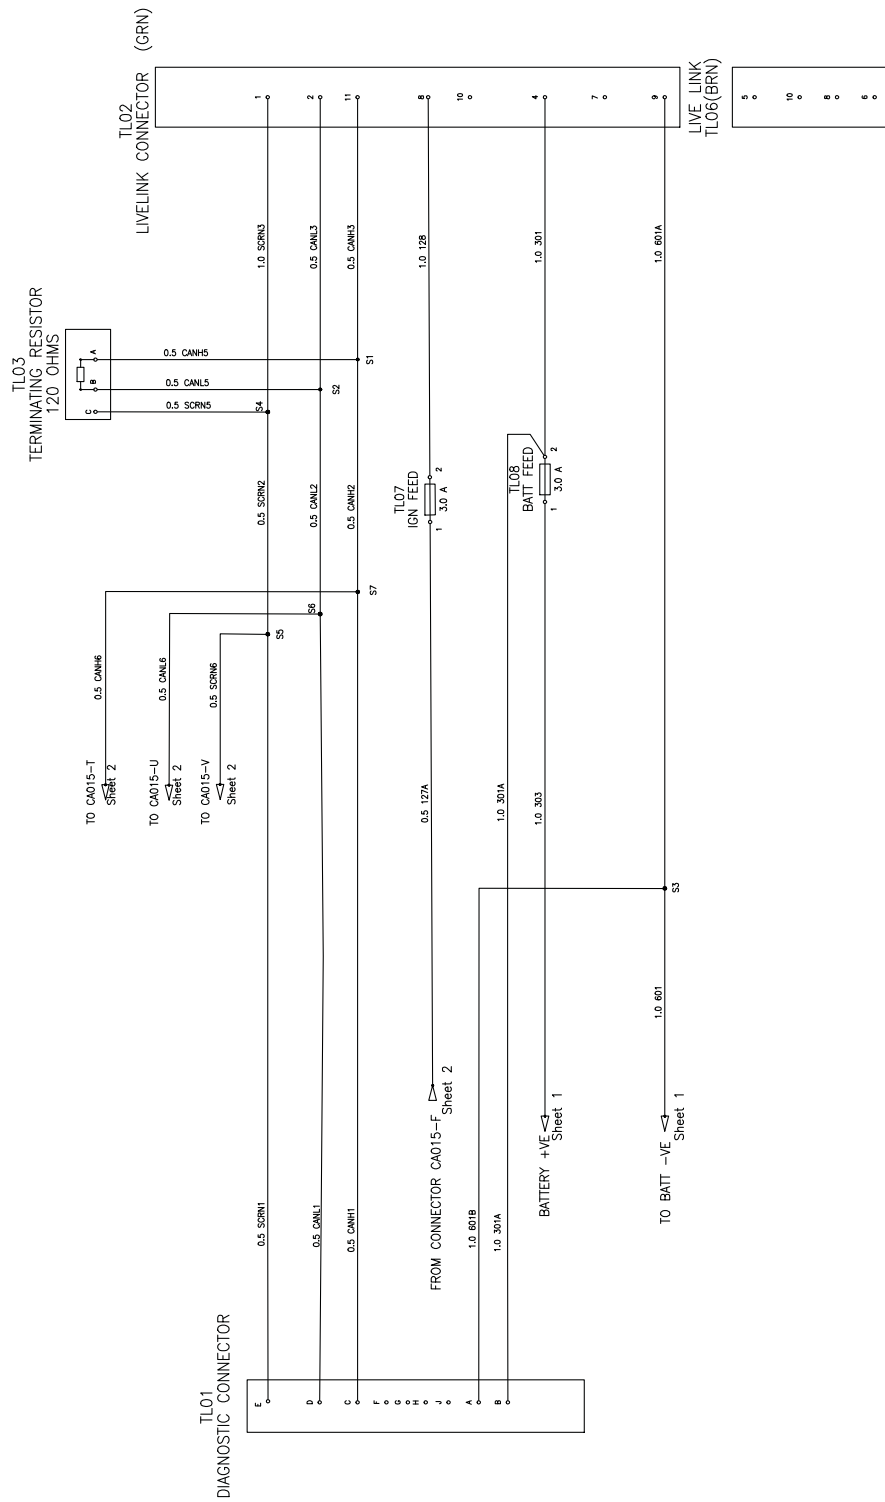 TL02
LIVELINK CONNECTOR (GRN)
1
2
11
8
10
4
7
9
LIVE LINK
TL06(BRN)
5
10
8
6
1.0 SCRN3
0.5 CANL3
0.5 CANH3
1.0 128
1.0 301
1.0 601A
TL03
TERMINATING RESISTOR
120 OHMS
A
B
C
0.5 CANH5
0.5 CANL5
0.5 SCRN5
S1
S2
S4
0.5 SCRN2
0.5 CANL2
0.5 CANH2
TL07
IGN FEED
3.0 A
1
2
TL08
BATT FEED
3.0 A
1
2
S7
S6
S5
0.5 CANH6
0.5 CANL6
0.5 SCRN6
TO CA015-T
Sheet 2
TO CA015-U
Sheet 2
TO CA015-V
Sheet 2
0.5 127A
1.0 301A
1.0 303
S3
1.0 601
FROM CONNECTOR CA015-F
Sheet 2
BATTERY +VE
Sheet 1
TO BATT -VE
Sheet 1
0.5 SCRN1
0.5 CANL1
0.5 CANH1
1.0 601B
1.0 301A
TL01
DIAGNOSTIC CONNECTOR
E
D
C
F
G
H
J
A
B